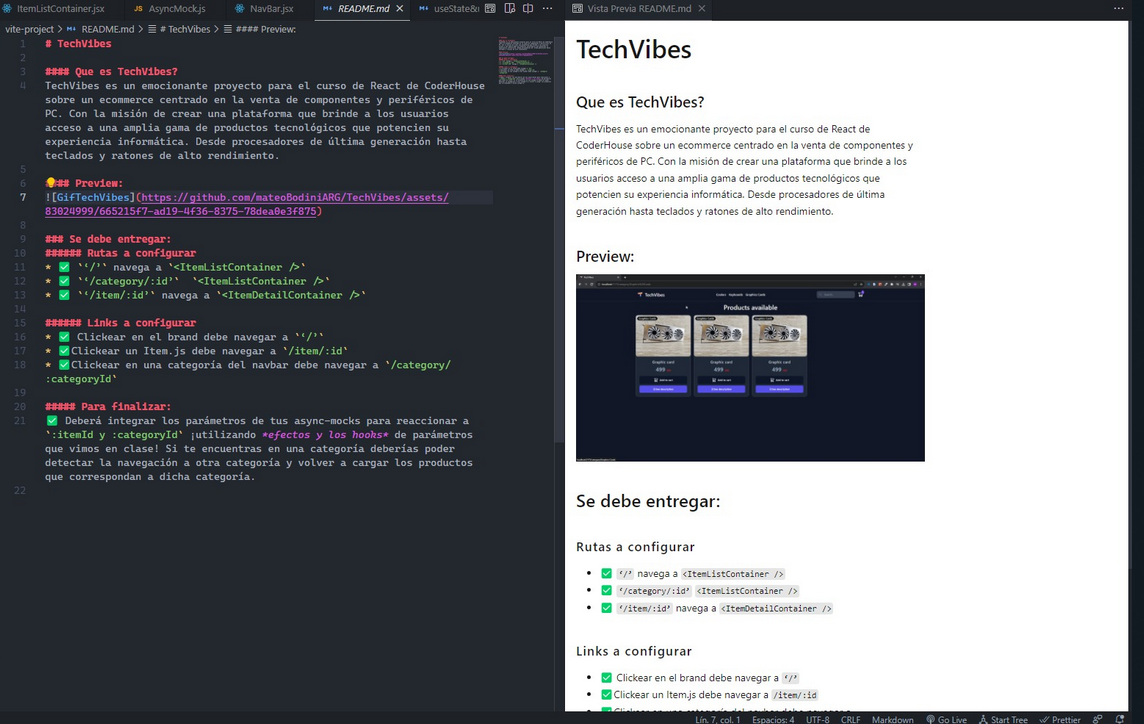 ItemListContainer.jsx
JS AsyncMock.js
NavBar.jsx
README.md
useState&u
Vista Previa README.md
vite-project > README.md > # TechVibes > #### Preview:
1 # TechVibes
2
3 #### Que es TechVibes?
4 TechVibes es un emocionante proyecto para el curso de React de CoderHouse
sobre un ecommerce centrado en la venta de componentes y periféricos de
PC. Con la misión de crear una plataforma que brinde a los usuarios
acceso a una amplia gama de productos tecnológicos que potencien su
experiencia informática. Desde procesadores de última generación hasta
teclados y ratones de alto rendimiento.
5
6 #### Preview:
7 ![GifTechVibes](https://github.com/mateoBodiniARG/TechVibes/assets/
83024999/665215f7-ad19-4f36-8375-78dea0e3f875)
8
9 ### Se debe entregar:
10 ###### Rutas a configurar
11 * ✅ `‘/’` navega a `<ItemListContainer />`
12 * ✅ `‘/category/:id’` `<ItemListContainer />`
13 * ✅ `‘/item/:id’` navega a `<ItemDetailContainer />`
14
15 ###### Links a configurar
16 * ✅ Clickear en el brand debe navegar a `‘/’`
17 * ✅Clickear un Item.js debe navegar a `/item/:id`
18 * ✅Clickear en una categoría del navbar debe navegar a `/category/
:categoryId`
19
20 ##### Para finalizar:
21 ✅ Deberá integrar los parámetros de tus async-mocks para reaccionar a
`:itemId y :categoryId` ¡utilizando *efectos y los hooks* de parámetros
que vimos en clase! Si te encuentras en una categoría deberías poder
detectar la navegación a otra categoría y volver a cargar los productos
que correspondan a dicha categoría.
22
TechVibes
Que es TechVibes?
TechVibes es un emocionante proyecto para el curso de React de
CoderHouse sobre un ecommerce centrado en la venta de componentes y
periféricos de PC. Con la misión de crear una plataforma que brinde a los
usuarios acceso a una amplia gama de productos tecnológicos que
potencien su experiencia informática. Desde procesadores de última
generación hasta teclados y ratones de alto rendimiento.
Preview:
TechVibes
Products available
Graphic card Graphic card Graphic card
499 499 499
Se debe entregar:
Rutas a configurar
• ✅ ‘/’ navega a <ItemListContainer />
• ✅ ‘/category/:id’ <ItemListContainer />
• ✅ ‘/item/:id’ navega a <ItemDetailContainer />
Links a configurar
• ✅ Clickear en el brand debe navegar a ‘/’
• ✅Clickear un Item.js debe navegar a /item/:id
Lín. 7, col. 1 Espacios: 4 UTF-8 CRLF Markdown Go Live Start Tree Prettier